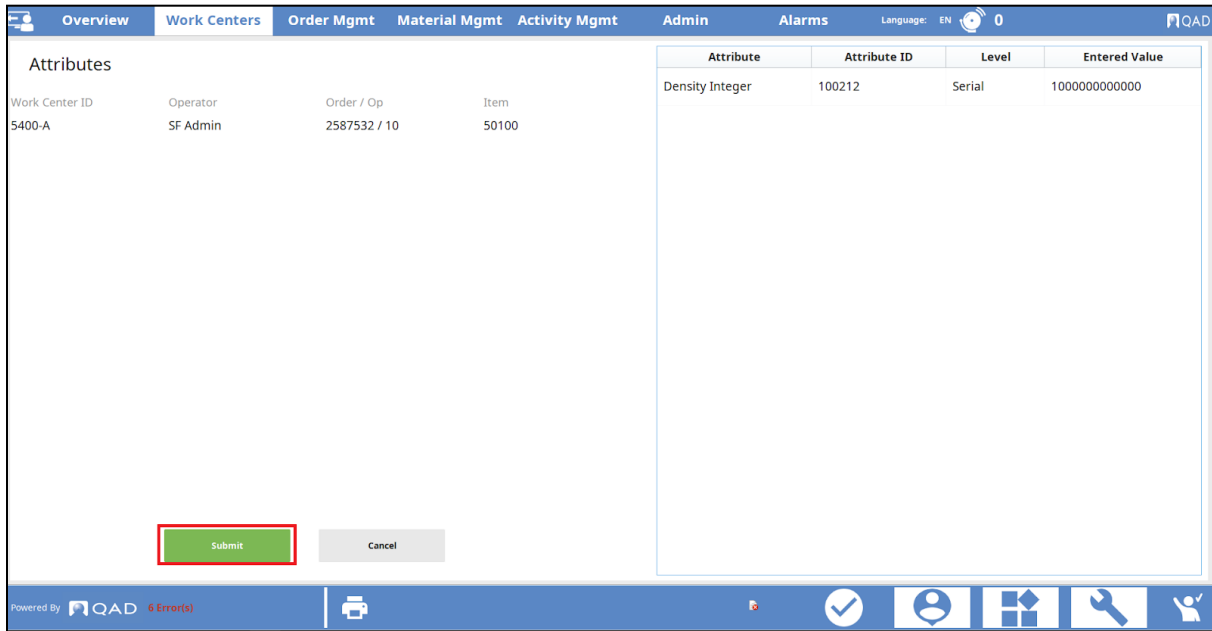 Overview Work Centers Order Mgmt Material Mgmt Activity Mgmt Admin Alarms Language: EN 0 QAD
Attributes
Work Center ID Operator Order / Op Item
5400-A SF Admin 2587532 / 10 50100
Attribute Attribute ID Level Entered Value
Density Integer 100212 Serial 1000000000000
Submit Cancel
Powered By QAD 6 Error(s)